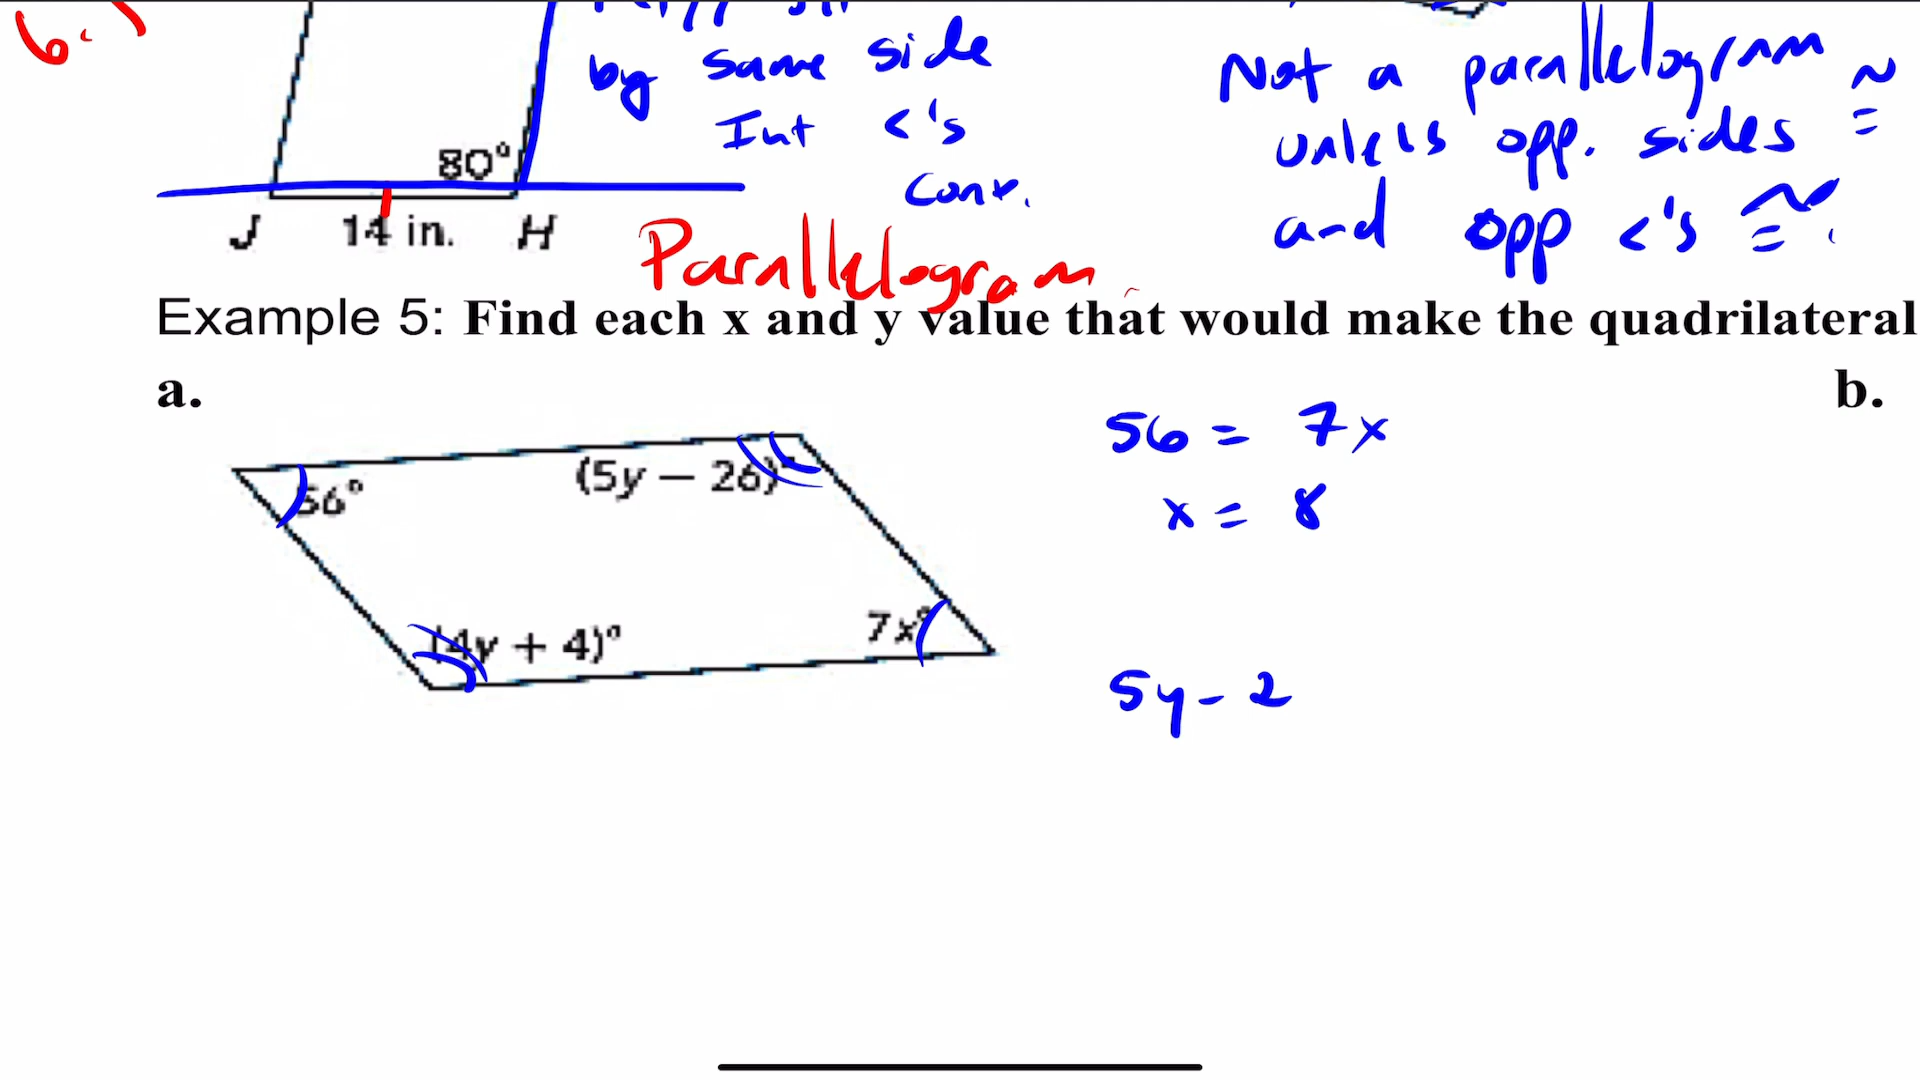 6.
by same side
Int <'s
80°
Conv.
J 14 in. H
Parallelogram
Not a parallelogram
unless opp. sides ≅
and opp <'s ≅.
Example 5: Find each x and y value that would make the quadrilateral
a.
b.
56°
(5y – 26)°
(4y + 4)°
7x°
56 = 7x
x = 8
5y - 2